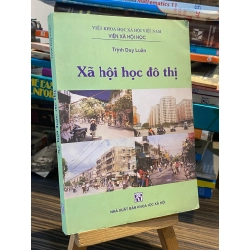 VIỆN KHOA HỌC XÃ HỘI VIỆT NAM
VIỆN XÃ HỘI HỌC
Trịnh Duy Luân
Xã hội học đô thị
NHÀ XUẤT BẢN KHOA HỌC XÃ HỘI